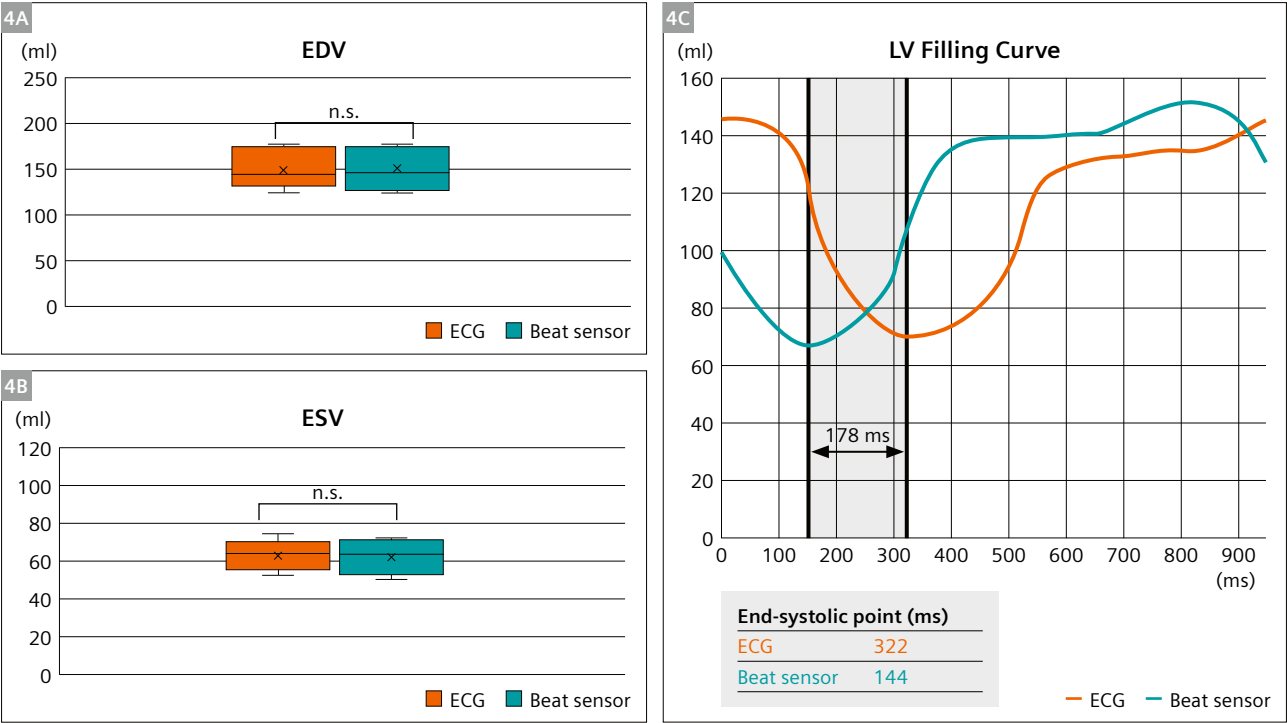 4A
EDV
(ml)
250
200
150
100
50
0
n.s.
ECG Beat sensor
4B
ESV
(ml)
120
100
80
60
40
20
0
n.s.
ECG Beat sensor
4C
LV Filling Curve
(ml)
160
140
120
100
80
60
40
20
0
178 ms
0 100 200 300 400 500 600 700 800 900
(ms)
End-systolic point (ms)
ECG 322
Beat sensor 144
ECG Beat sensor